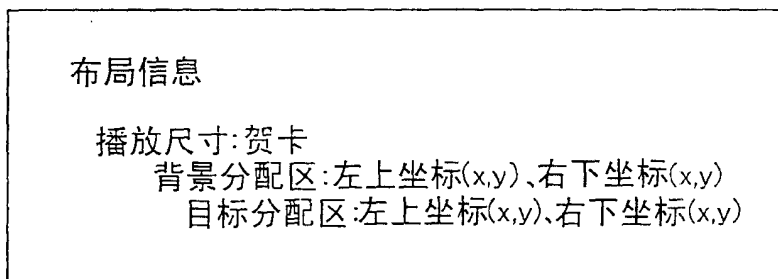 布局信息
播放尺寸:贺卡
背景分配区:左上坐标(x,y)、右下坐标(x,y)
目标分配区:左上坐标(x,y)、右下坐标(x,y)